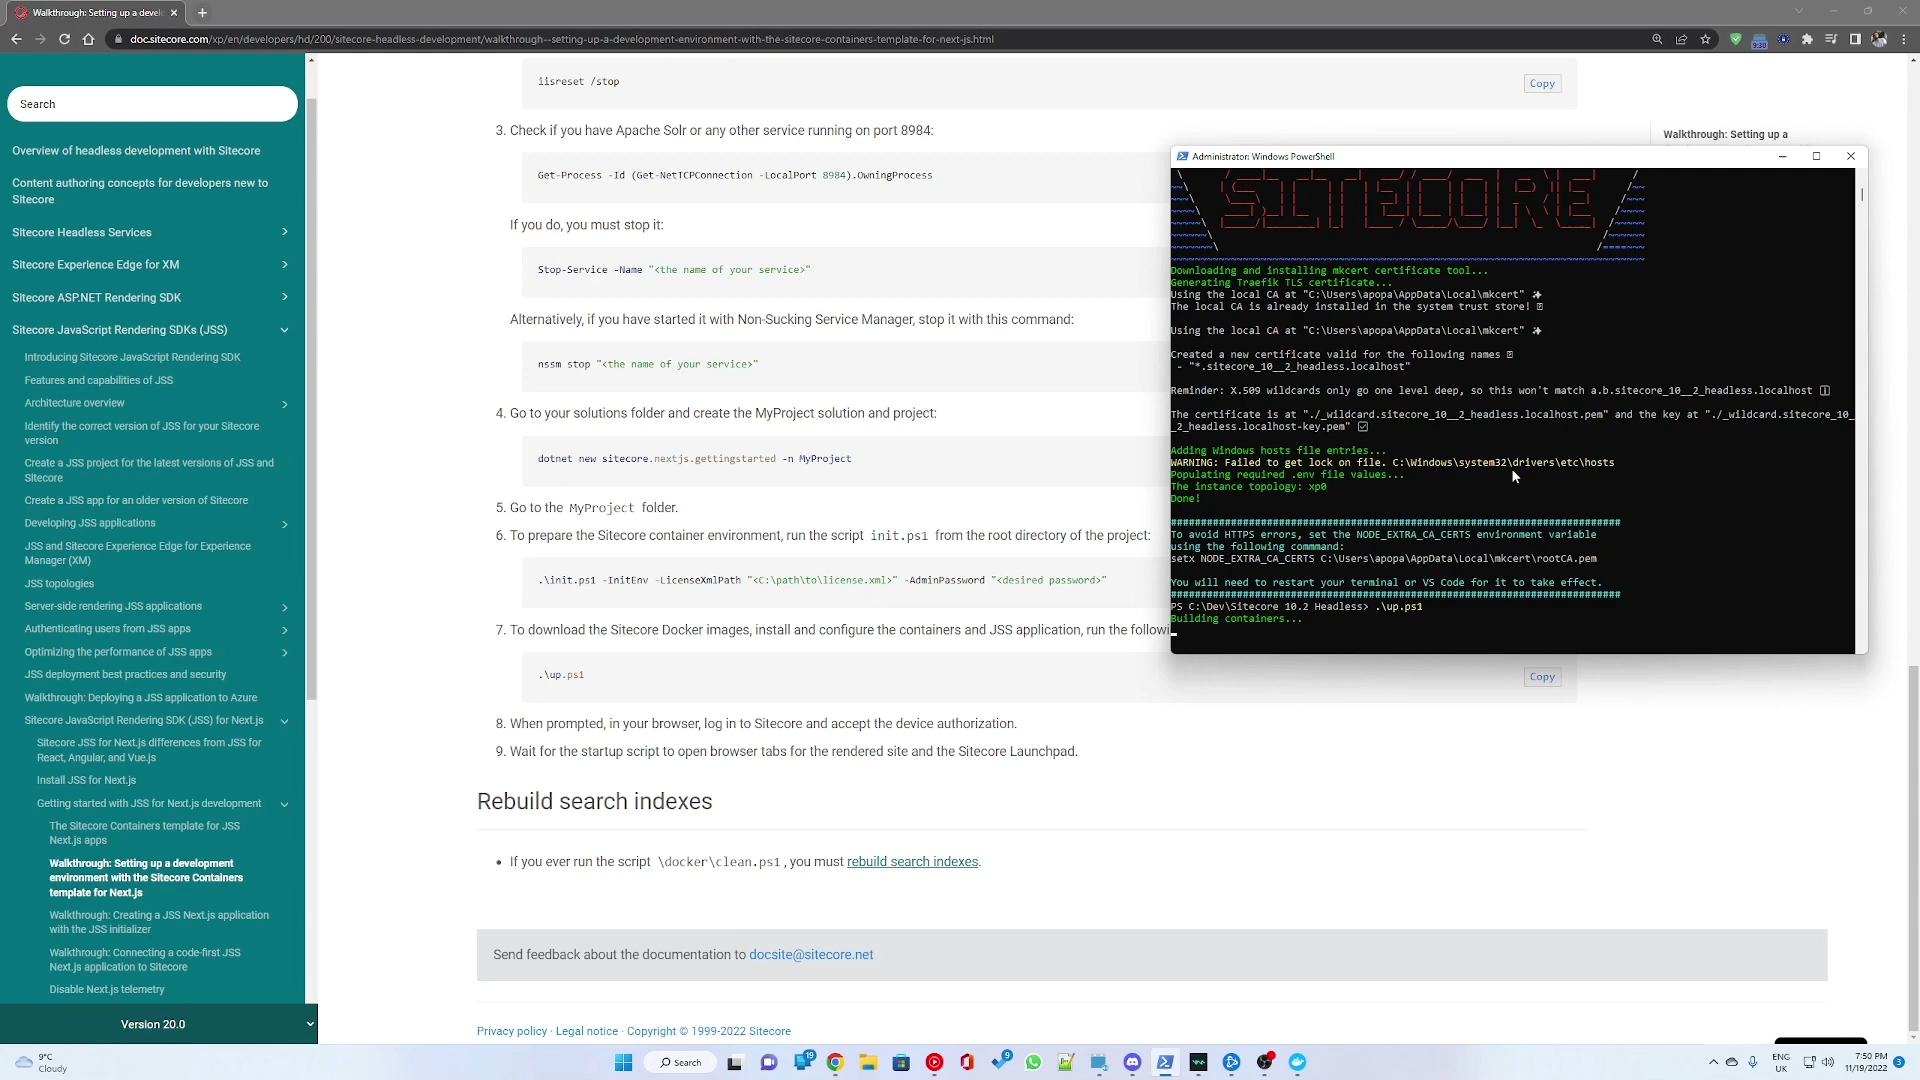 Walkthrough: Setting up a devel
doc.sitecore.com/xp/en/developers/hd/200/sitecore-headless-development/walkthrough--setting-up-a-development-environment-with-the-sitecore-containers-template-for-next-js.html
9:30
Search
Overview of headless development with Sitecore
Content authoring concepts for developers new to
Sitecore
Sitecore Headless Services
Sitecore Experience Edge for XM
Sitecore ASP.NET Rendering SDK
Sitecore JavaScript Rendering SDKs (JSS)
Introducing Sitecore JavaScript Rendering SDK
Features and capabilities of JSS
Architecture overview
Identify the correct version of JSS for your Sitecore
version
Create a JSS project for the latest versions of JSS and
Sitecore
Create a JSS app for an older version of Sitecore
Developing JSS applications
JSS and Sitecore Experience Edge for Experience
Manager (XM)
JSS topologies
Server-side rendering JSS applications
Authenticating users from JSS apps
Optimizing the performance of JSS apps
JSS deployment best practices and security
Walkthrough: Deploying a JSS application to Azure
Sitecore JavaScript Rendering SDK (JSS) for Next.js
Sitecore JSS for Next.js differences from JSS for
React, Angular, and Vue.js
Install JSS for Next.js
Getting started with JSS for Next.js development
The Sitecore Containers template for JSS
Next.js apps
Walkthrough: Setting up a development
environment with the Sitecore Containers
template for Next.js
Walkthrough: Creating a JSS Next.js application
with the JSS initializer
Walkthrough: Connecting a code-first JSS
Next.js application to Sitecore
Disable Next.js telemetry
Version 20.0
iisreset /stop
Copy
3. Check if you have Apache Solr or any other service running on port 8984:
Get-Process -Id (Get-NetTCPConnection -LocalPort 8984).OwningProcess
If you do, you must stop it:
Stop-Service -Name "<the name of your service>"
Alternatively, if you have started it with Non-Sucking Service Manager, stop it with this command:
nssm stop "<the name of your service>"
4. Go to your solutions folder and create the MyProject solution and project:
dotnet new sitecore.nextjs.gettingstarted -n MyProject
5. Go to the MyProject folder.
6. To prepare the Sitecore container environment, run the script init.ps1 from the root directory of the project:
.\init.ps1 -InitEnv -LicenseXmlPath "<C:\path\to\license.xml>" -AdminPassword "<desired password>"
7. To download the Sitecore Docker images, install and configure the containers and JSS application, run the followi
.\up.ps1
Copy
8. When prompted, in your browser, log in to Sitecore and accept the device authorization.
9. Wait for the startup script to open browser tabs for the rendered site and the Sitecore Launchpad.
Rebuild search indexes
• If you ever run the script \docker\clean.ps1 , you must rebuild search indexes.
Send feedback about the documentation to docsite@sitecore.net
Privacy policy · Legal notice · Copyright © 1999-2022 Sitecore
Walkthrough: Setting up a
Administrator: Windows PowerShell
SITECORE
Downloading and installing mkcert certificate tool...
Generating Traefik TLS certificate...
Using the local CA at "C:\Users\apopa\AppData\Local\mkcert" ✨
The local CA is already installed in the system trust store!
Using the local CA at "C:\Users\apopa\AppData\Local\mkcert" ✨
Created a new certificate valid for the following names
- "*.sitecore_10__2_headless.localhost"
Reminder: X.509 wildcards only go one level deep, so this won't match a.b.sitecore_10__2_headless.localhost ℹ
The certificate is at "./_wildcard.sitecore_10__2_headless.localhost.pem" and the key at "./_wildcard.sitecore_10_
_2_headless.localhost-key.pem" ☑
Adding Windows hosts file entries...
WARNING: Failed to get lock on file. C:\Windows\system32\drivers\etc\hosts
Populating required .env file values...
The instance topology: xp0
Done!
###########################################################################
To avoid HTTPS errors, set the NODE_EXTRA_CA_CERTS environment variable
using the following commmand:
setx NODE_EXTRA_CA_CERTS C:\Users\apopa\AppData\Local\mkcert\rootCA.pem
You will need to restart your terminal or VS Code for it to take effect.
###########################################################################
PS C:\Dev\Sitecore 10.2 Headless> .\up.ps1
Building containers...
9°C
Cloudy
Search
19
9
ENG
UK
7:50 PM
11/19/2022
3